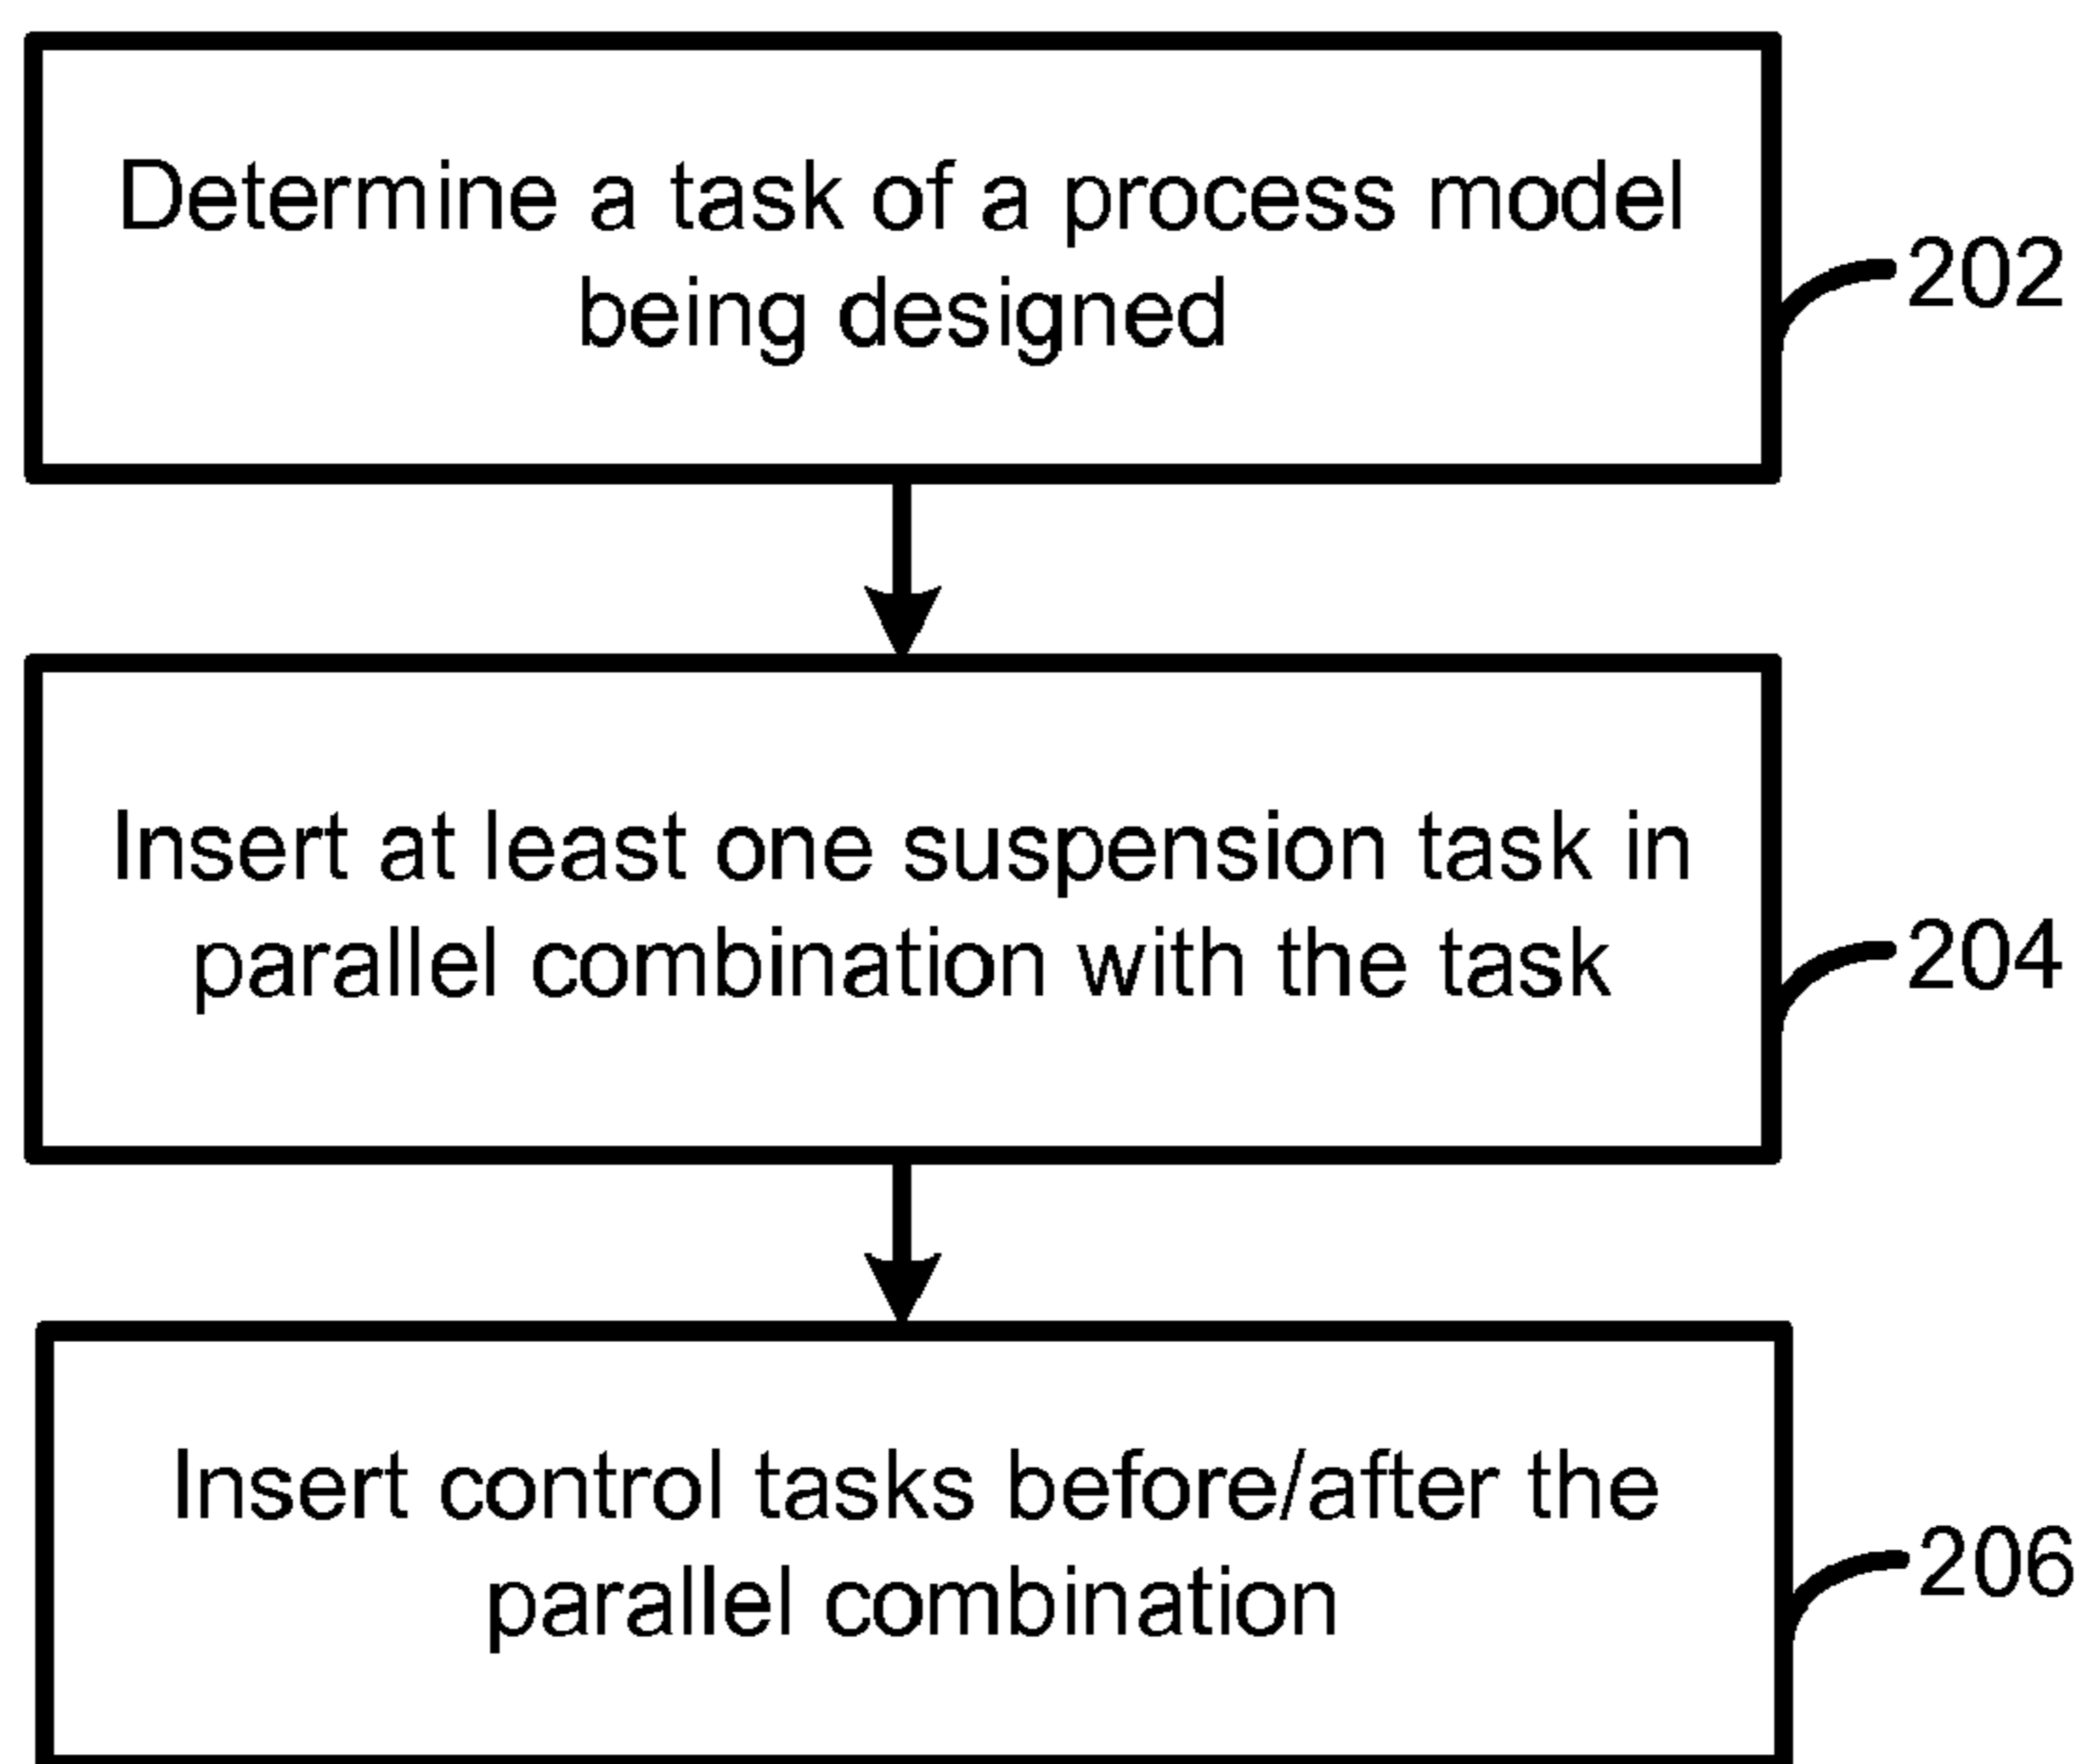 Determine a task of a process model
being designed
202
Insert at least one suspension task in
parallel combination with the task
204
Insert control tasks before/after the
parallel combination
206